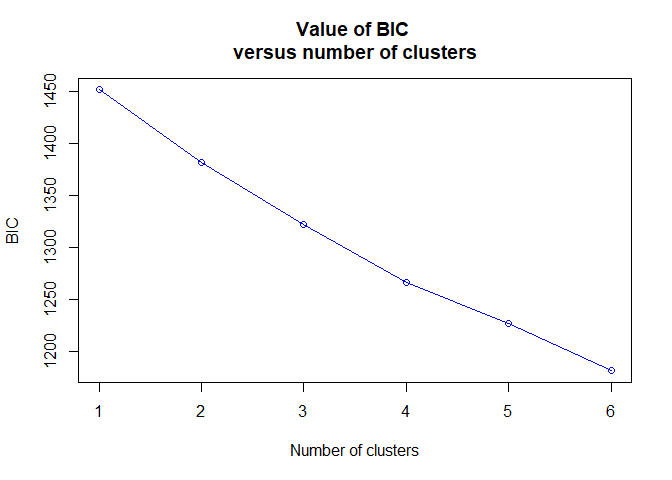 Value of BIC
versus number of clusters
BIC
1450
1400
1350
1300
1250
1200
1 2 3 4 5 6
Number of clusters